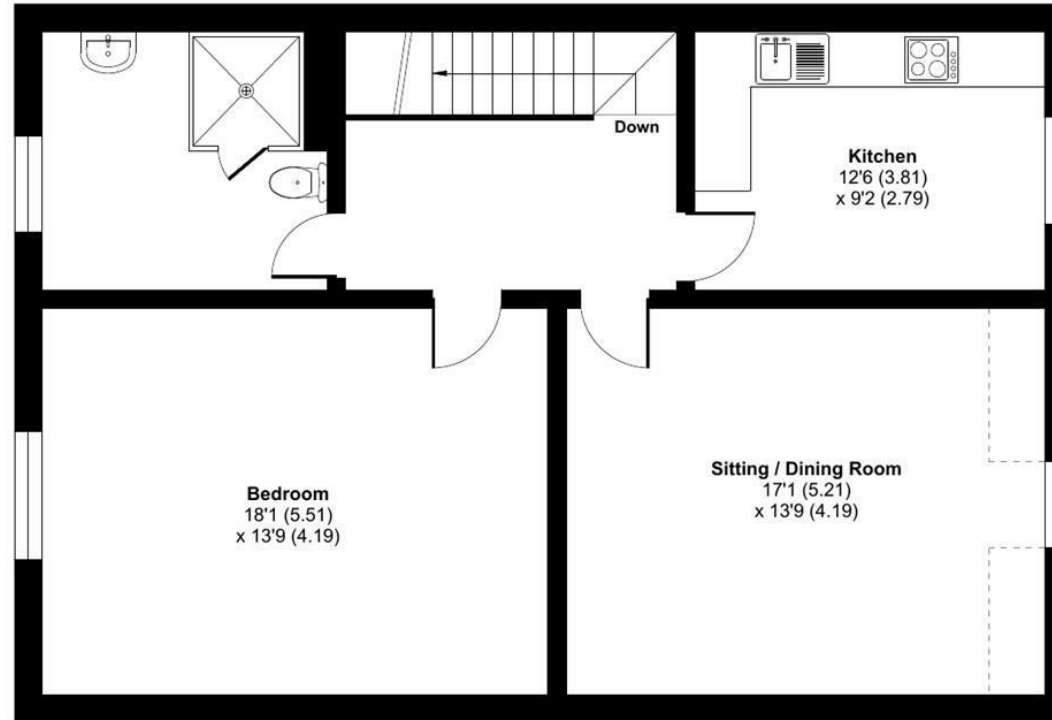 Down
Kitchen
12'6 (3.81)
x 9'2 (2.79)
Bedroom
18'1 (5.51)
x 13'9 (4.19)
Sitting / Dining Room
17'1 (5.21)
x 13'9 (4.19)